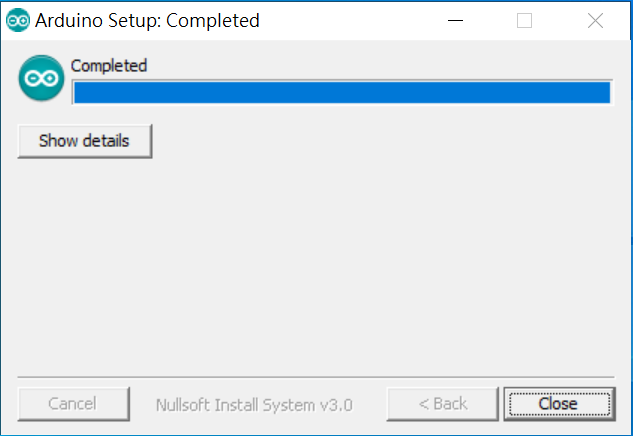 Arduino Setup: Completed
Completed
Show details
Cancel
Nullsoft Install System v3.0
< Back
Close